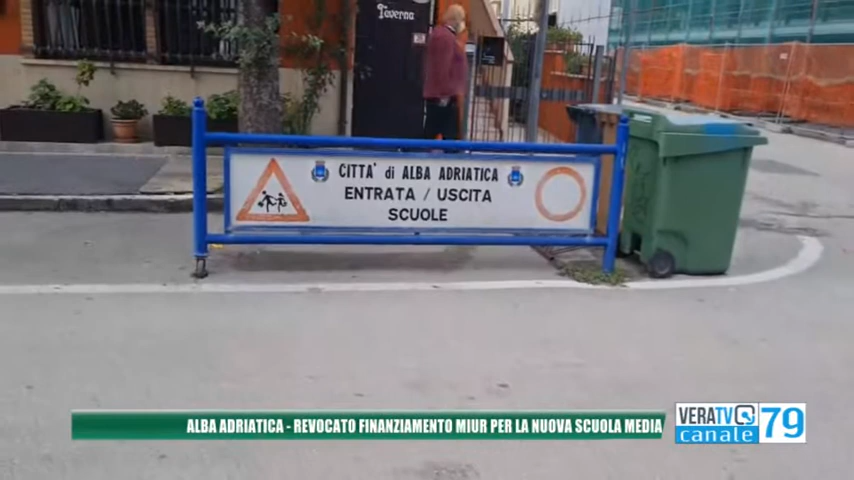 Taverna
CITTA' di ALBA ADRIATICA
ENTRATA / USCITA
SCUOLE
ALBA ADRIATICA - REVOCATO FINANZIAMENTO MIUR PER LA NUOVA SCUOLA MEDIA
VERATV
canale 79